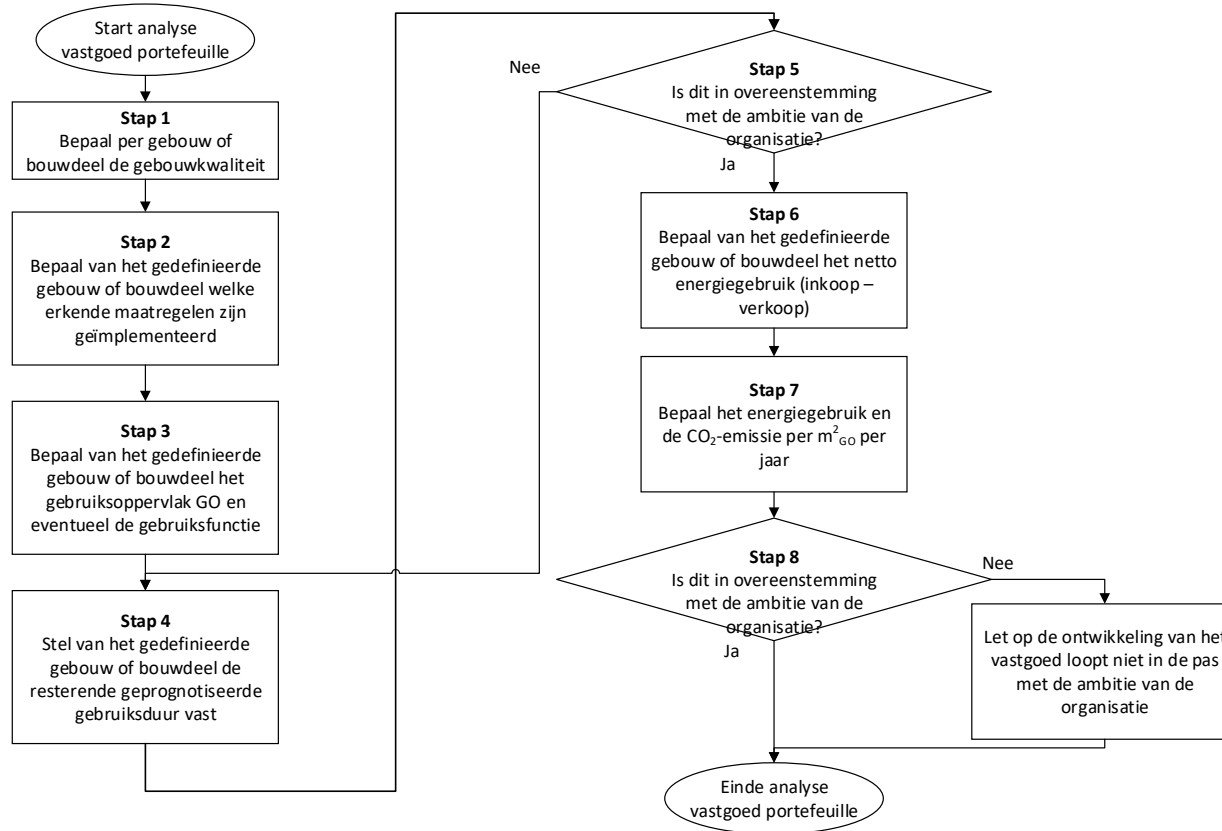 Start analyse
vastgoed portefeuille
Stap 1
Bepaal per gebouw of
bouwdeel de gebouwkwaliteit
Stap 2
Bepaal van het gedefinieerde
gebouw of bouwdeel welke
erkende maatregelen zijn
geïmplementeerd
Stap 3
Bepaal van het gedefinieerde
gebouw of bouwdeel het
gebruiksoppervlak GO en
eventueel de gebruiksfunctie
Stap 4
Stel van het gedefinieerde
gebouw of bouwdeel de
resterende geprognotiseerde
gebruiksduur vast
Nee
Stap 5
Is dit in overeenstemming
met de ambitie van de
organisatie?
Ja
Stap 6
Bepaal van het gedefinieerde
gebouw of bouwdeel het netto
energiegebruik (inkoop –
verkoop)
Stap 7
Bepaal het energiegebruik en
de CO₂-emissie per m²GO per
jaar
Stap 8
Is dit in overeenstemming
met de ambitie van de
organisatie?
Nee
Ja
Let op de ontwikkeling van het
vastgoed loopt niet in de pas
met de ambitie van de
organisatie
Einde analyse
vastgoed portefeuille